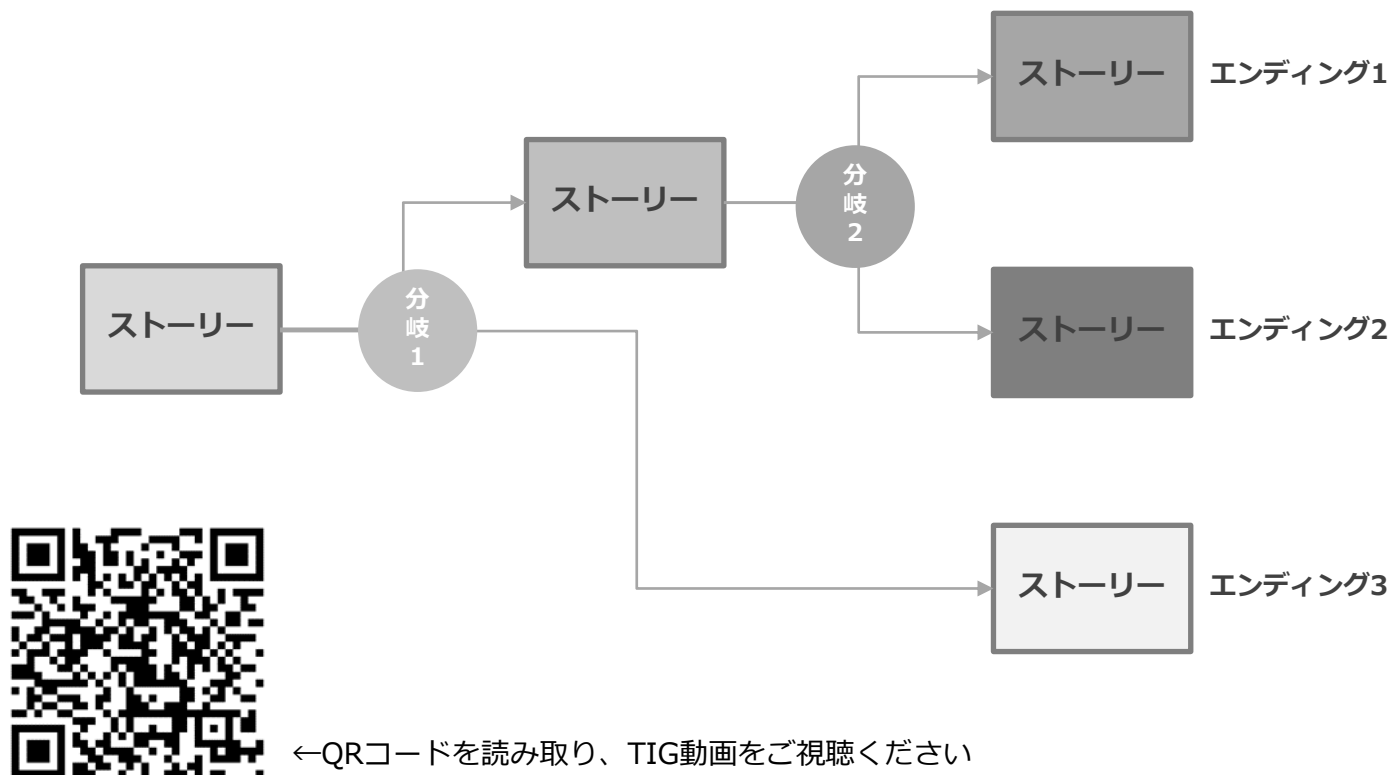 ストーリー
エンディング1
ストーリー
分
岐
2
ストーリー
分
岐
1
ストーリー
エンディング2
ストーリー
エンディング3
←QRコードを読み取り、TIG動画をご視聴ください